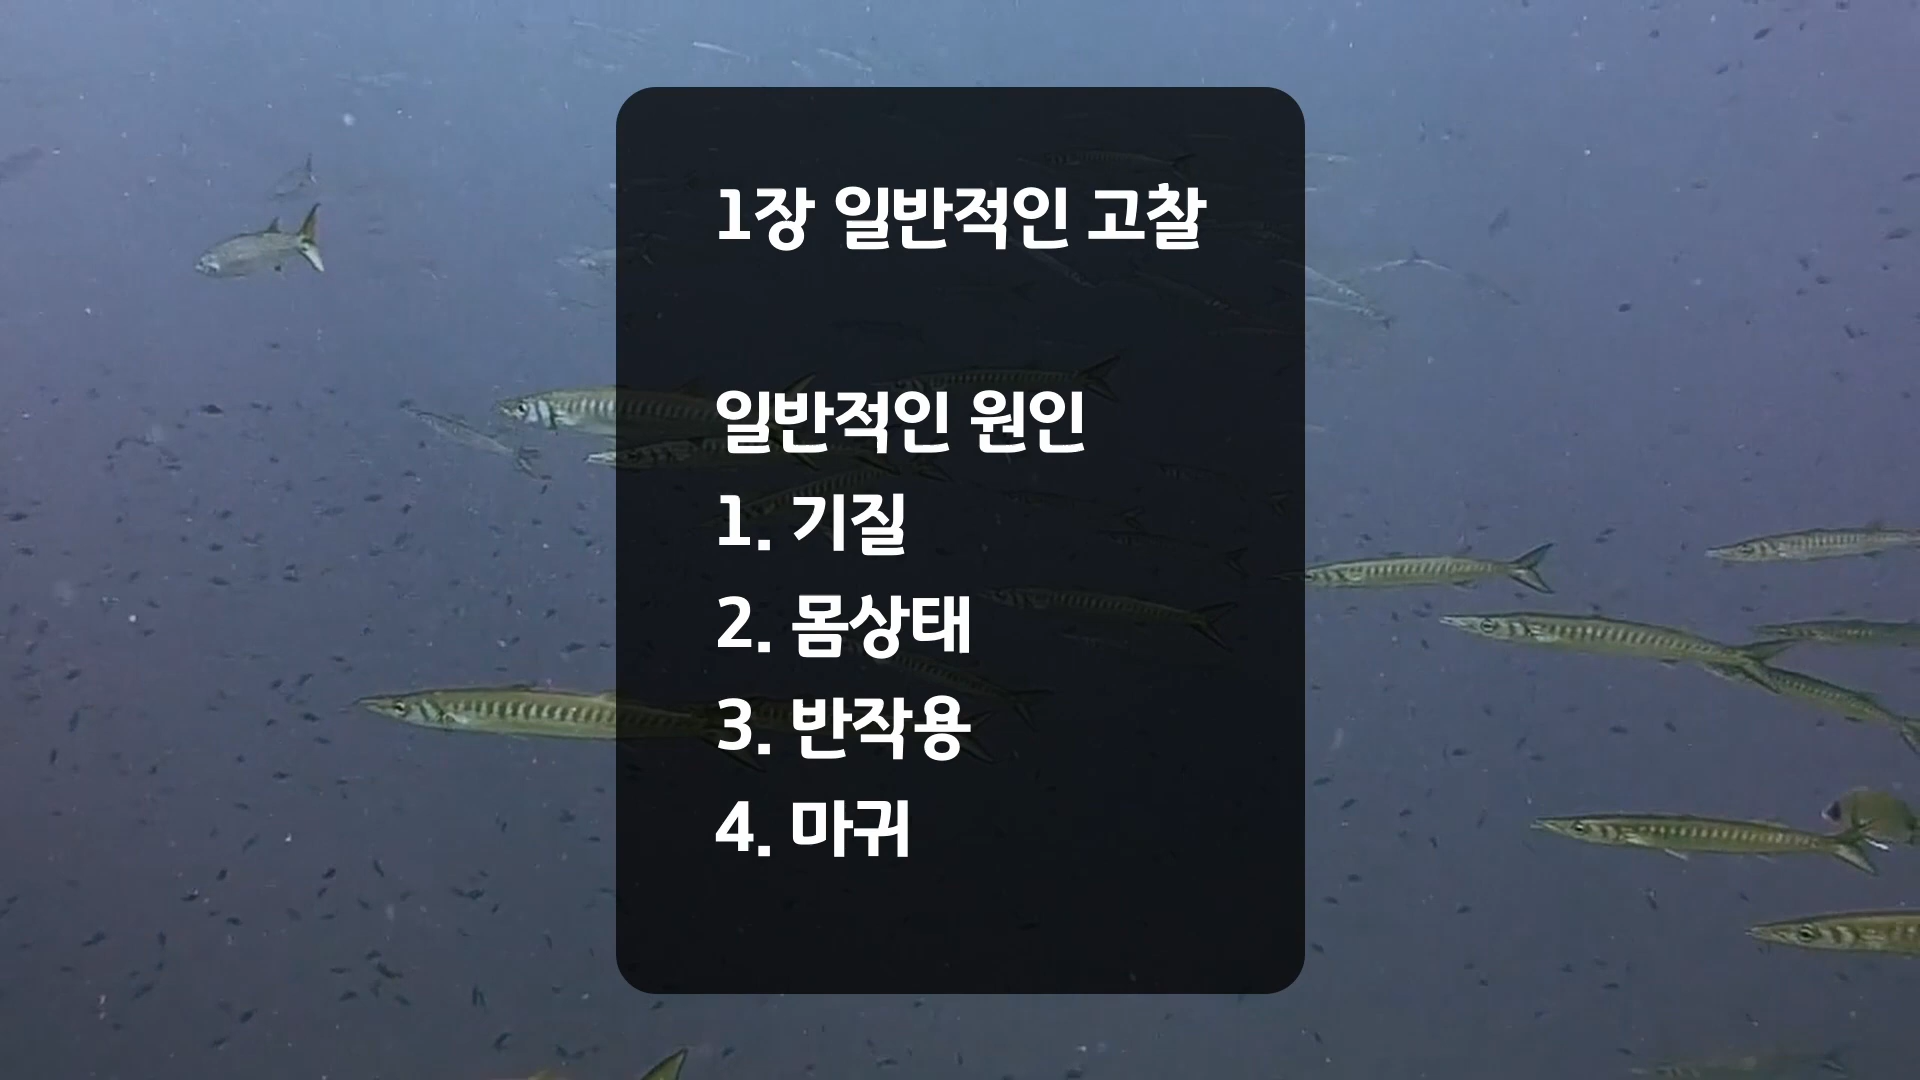 1장 일반적인 고찰
일반적인 원인
1. 기질
2. 몸상태
3. 반작용
4. 마귀